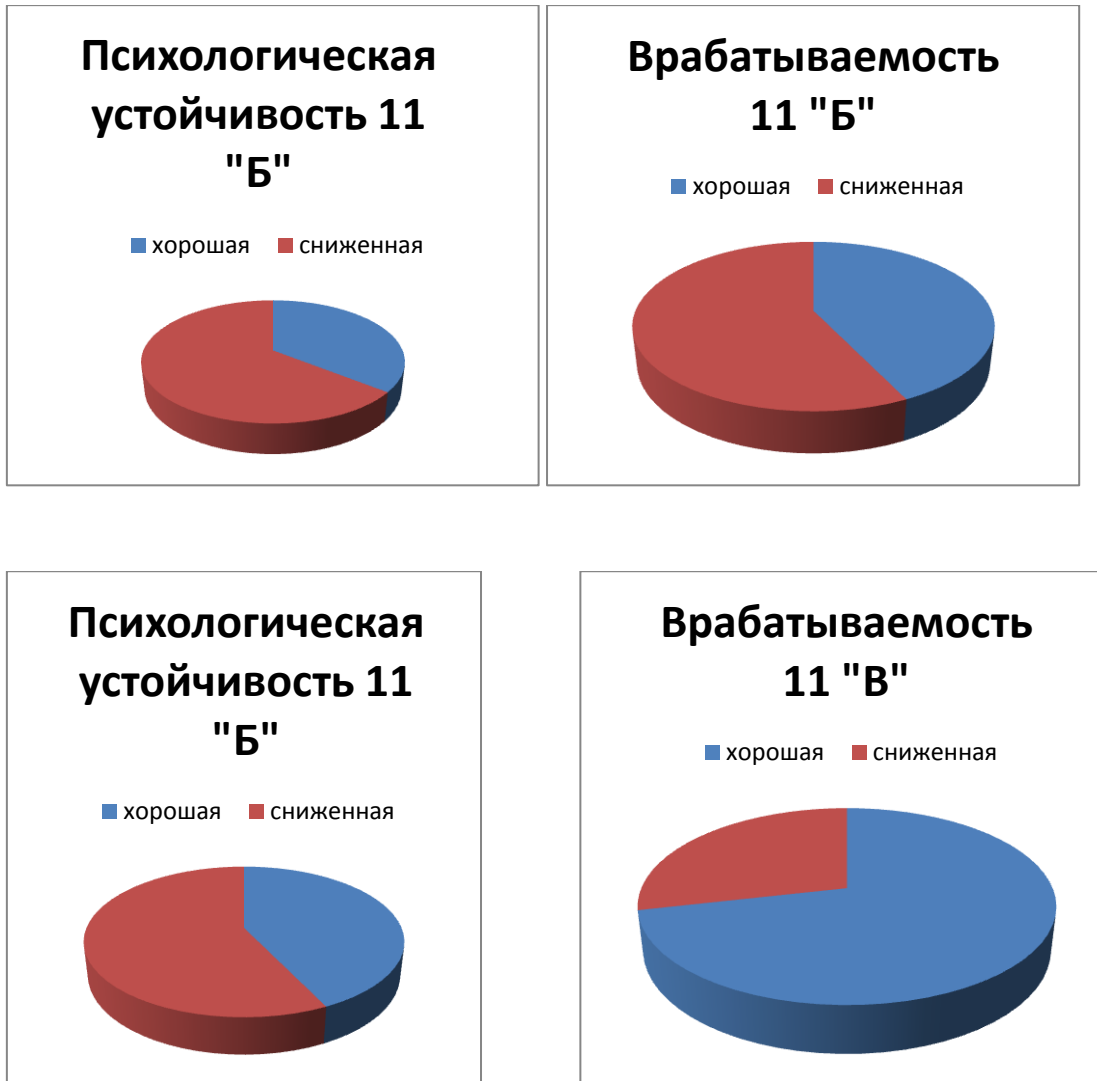 Психологическая
устойчивость 11
"Б"
хорошая сниженная
Врабатываемость
11 "Б"
хорошая сниженная
Психологическая
устойчивость 11
"Б"
хорошая сниженная
Врабатываемость
11 "В"
хорошая сниженная